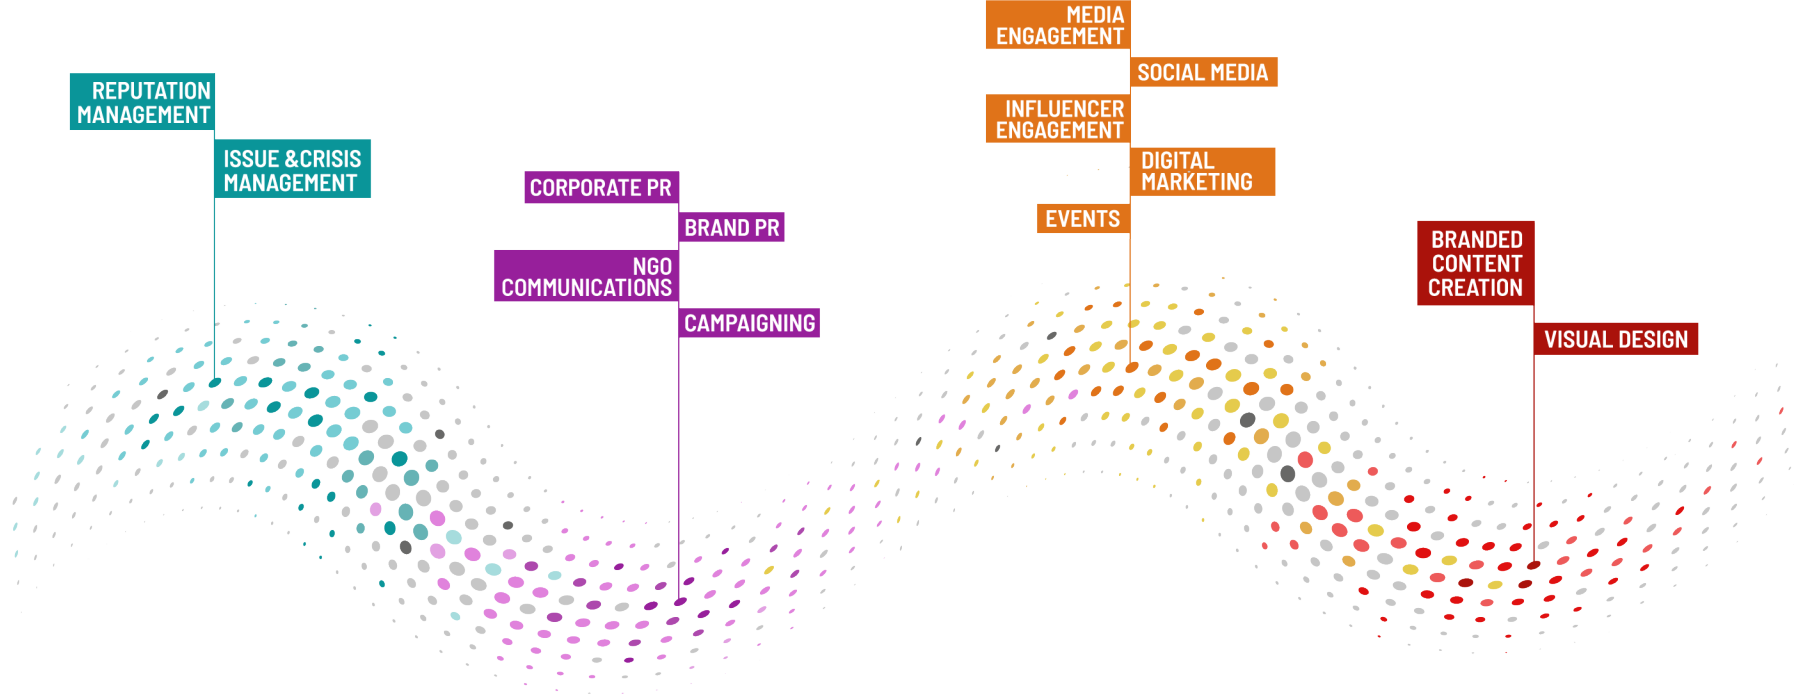 REPUTATION
MANAGEMENT
ISSUE &CRISIS
MANAGEMENT
CORPORATE PR
BRAND PR
NGO
COMMUNICATIONS
CAMPAIGNING
MEDIA
ENGAGEMENT
SOCIAL MEDIA
INFLUENCER
ENGAGEMENT
DIGITAL
MARKETING
EVENTS
BRANDED
CONTENT
CREATION
VISUAL DESIGN